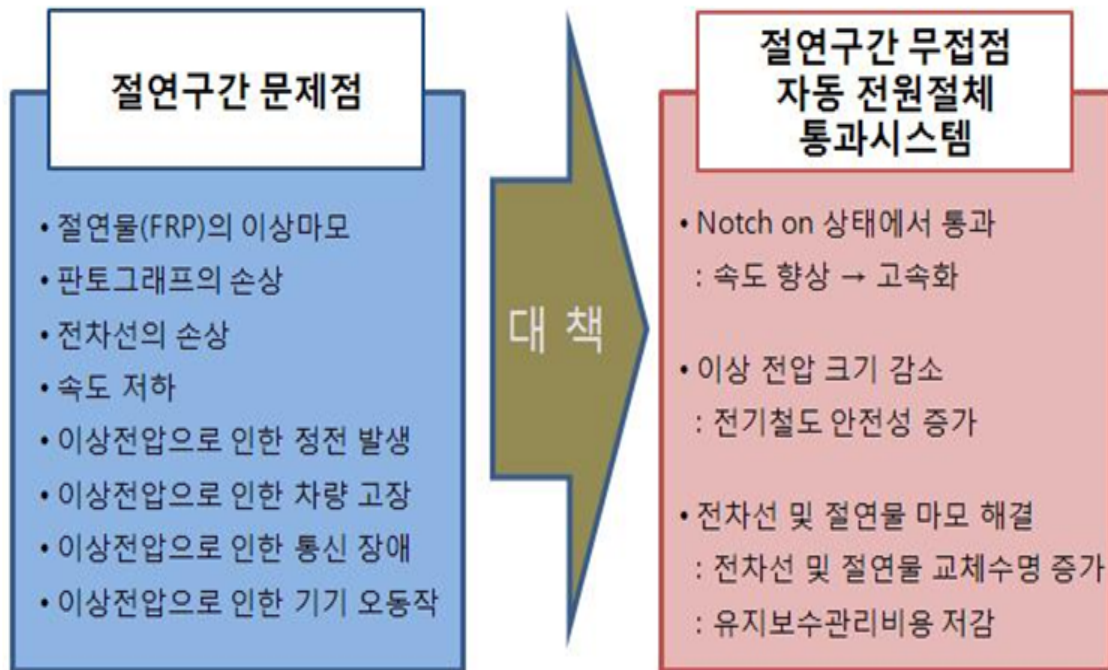 절연구간 문제점
• 절연물(FRP)의 이상마모
• 판토그래프의 손상
• 전차선의 손상
• 속도 저하
• 이상전압으로 인한 정전 발생
• 이상전압으로 인한 차량 고장
• 이상전압으로 인한 통신 장애
• 이상전압으로 인한 기기 오동작
대 책
절연구간 무접점
자동 전원절체
통과시스템
• Notch on 상태에서 통과
: 속도 향상 → 고속화
• 이상 전압 크기 감소
: 전기철도 안전성 증가
• 전차선 및 절연물 마모 해결
: 전차선 및 절연물 교체수명 증가
: 유지보수관리비용 저감